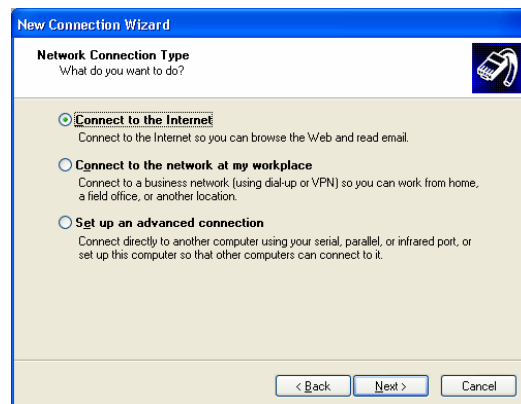 New Connection Wizard
Network Connection Type
What do you want to do?
Connect to the Internet
Connect to the Internet so you can browse the Web and read email.
Connect to the network at my workplace
Connect to a business network (using dial-up or VPN) so you can work from home,
a field office, or another location.
Set up an advanced connection
Connect directly to another computer using your serial, parallel, or infrared port, or
set up this computer so that other computers can connect to it.
< Back
Next >
Cancel